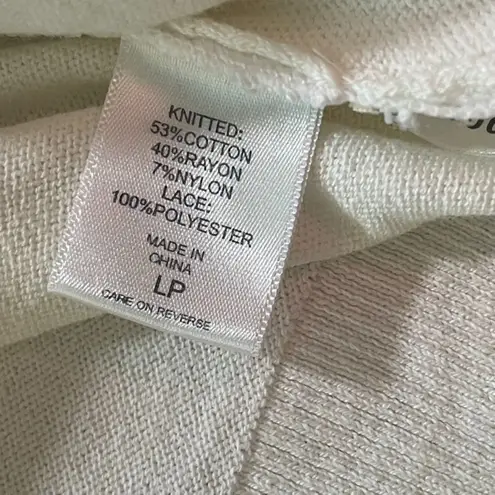 KNITTED:
53%COTTON
40%RAYON
7%NYLON
LACE:
100%POLYESTER
MADE IN
CHINA
LP
CARE ON REVERSE